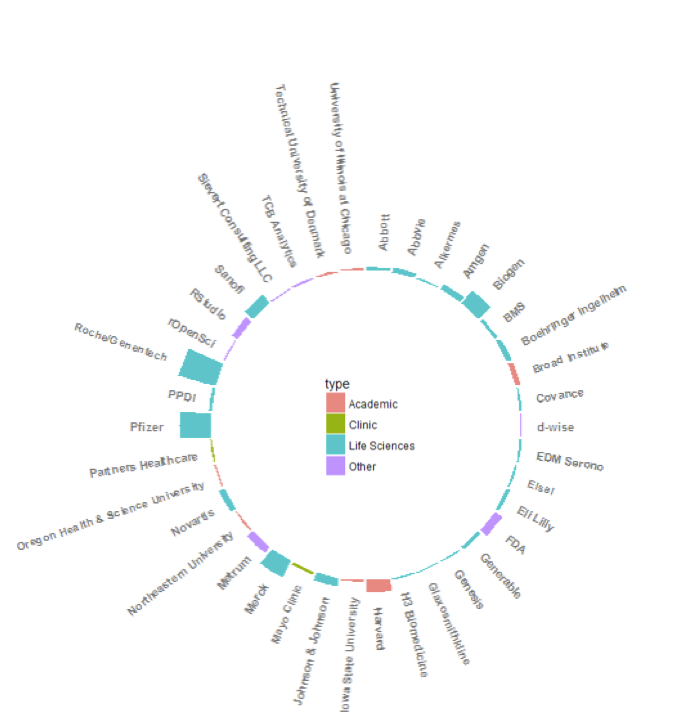 University of Illinois at Chicago
Abbott
Abbvie
Alkermes
Amgen
Biogen
BMS
Boehringer Ingelheim
Broad Institute
Covance
d-wise
EDM Serono
Eisai
Eli Lilly
FDA
Generable
Genesis
Glaxosmithkline
H3 Biomedicine
Harvard
Iowa State University
Johnson & Johnson
Mayo Clinic
Merck
Metrum
Northeastern University
Novartis
Oregon Health & Science University
Partners Healthcare
Pfizer
PPDI
Roche/Genentech
rOpenSci
RStudio
Sanofi
Sievert Consulting LLC
TCB Analytics
Technical University of Denmark
type
Academic
Clinic
Life Sciences
Other